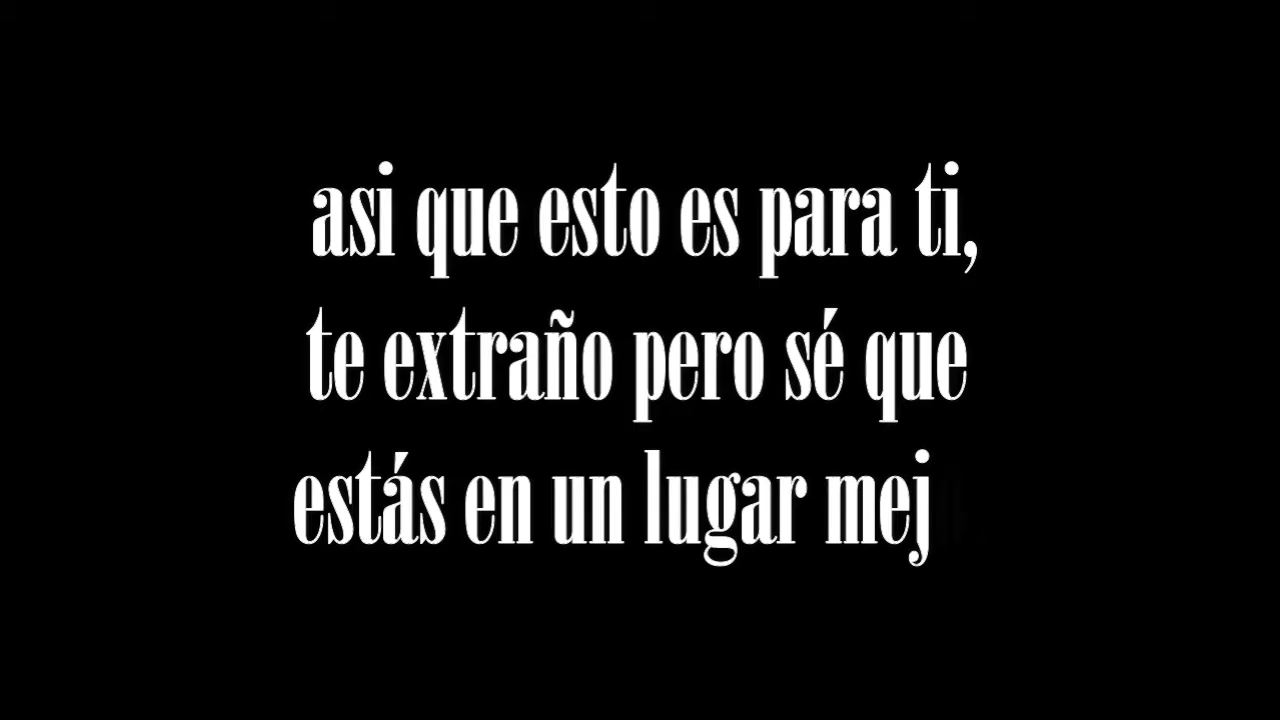 asi que esto es para ti,
te extraño pero sé que
estás en un lugar mej